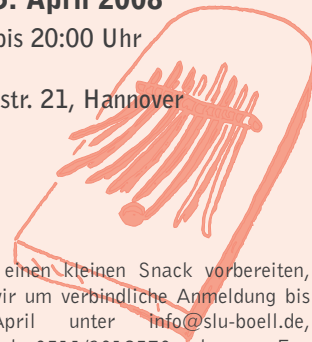 April 2008
bis 20:00 Uhr
str. 21, Hannover
einen kleinen Snack vorbereiten,
wir um verbindliche Anmeldung bis
April unter info@slu-boell.de,